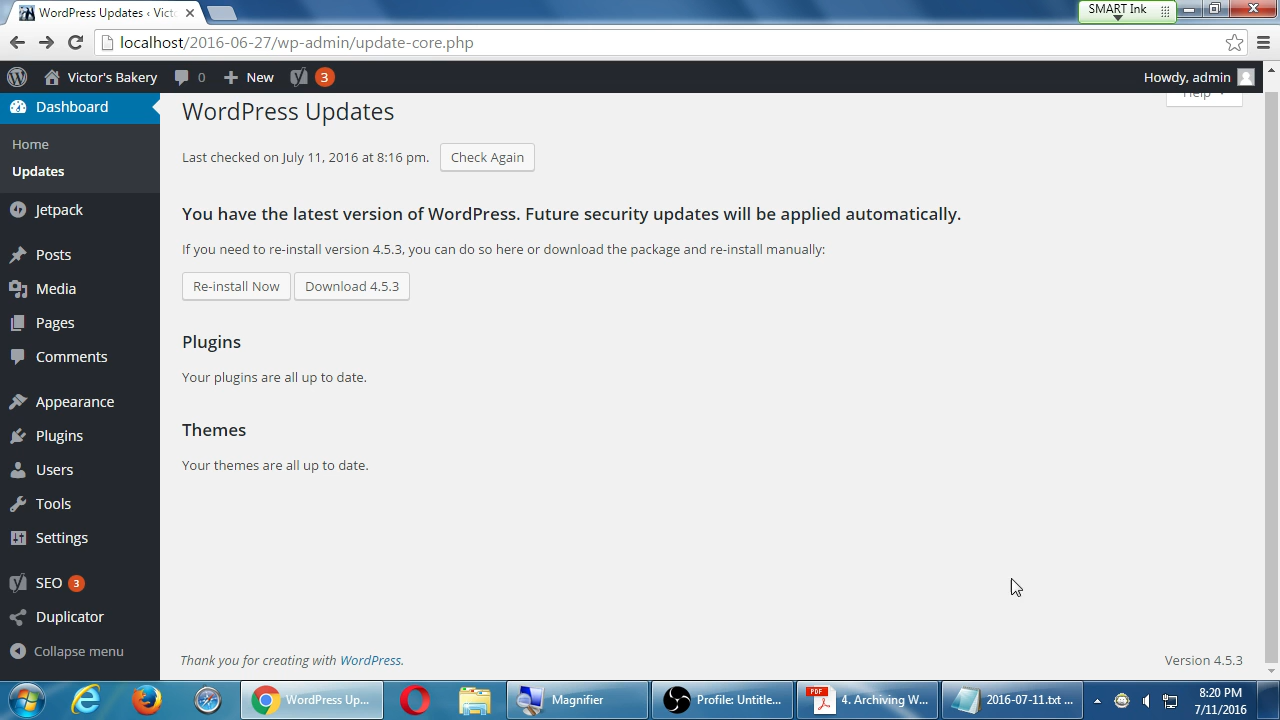 WordPress Updates ‹ Victo
SMART Ink
localhost/2016-06-27/wp-admin/update-core.php
Victor's Bakery 0 New 3 Howdy, admin
Dashboard
Home
Updates
Jetpack
Posts
Media
Pages
Comments
Appearance
Plugins
Users
Tools
Settings
SEO 3
Duplicator
Collapse menu
Help
WordPress Updates
Last checked on July 11, 2016 at 8:16 pm. Check Again
You have the latest version of WordPress. Future security updates will be applied automatically.
If you need to re-install version 4.5.3, you can do so here or download the package and re-install manually:
Re-install Now Download 4.5.3
Plugins
Your plugins are all up to date.
Themes
Your themes are all up to date.
Thank you for creating with WordPress. Version 4.5.3
WordPress Up... Magnifier Profile: Untitle... PDF 4. Archiving W... 2016-07-11.txt ... 8:20 PM
7/11/2016